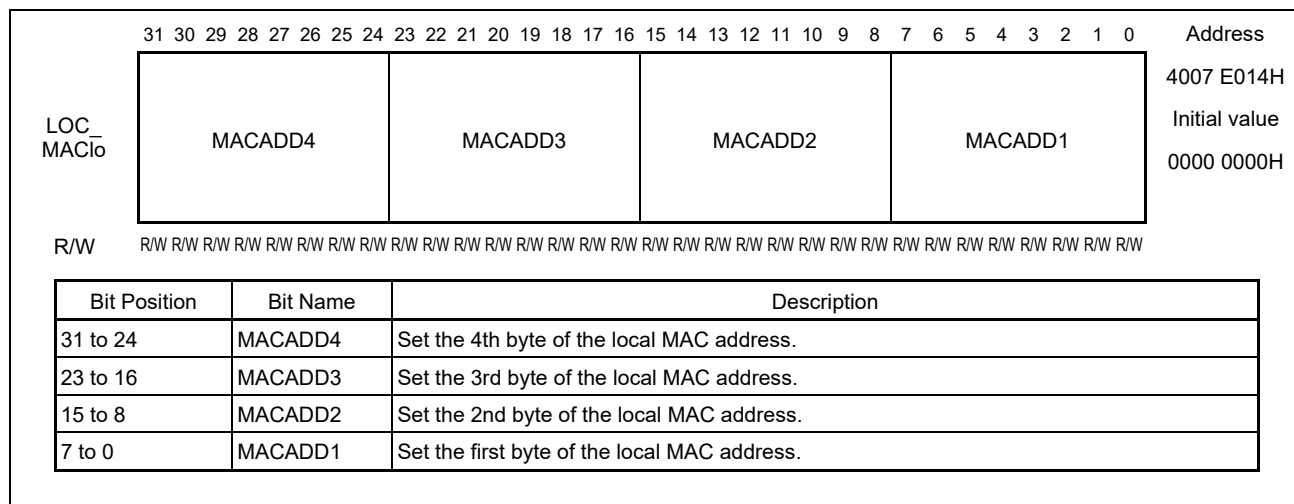 31 30 29 28 27 26 25 24 23 22 21 20 19 18 17 16 15 14 13 12 11 10 9 8 7 6 5 4 3 2 1 0 Address
4007 E014H
LOC_
MAClo
MACADD4 MACADD3 MACADD2 MACADD1
Initial value
0000 0000H
R/W R/W R/W R/W R/W R/W R/W R/W R/W R/W R/W R/W R/W R/W R/W R/W R/W R/W R/W R/W R/W R/W R/W R/W R/W R/W R/W R/W R/W R/W R/W R/W R/W
Bit Position Bit Name Description
31 to 24 MACADD4 Set the 4th byte of the local MAC address.
23 to 16 MACADD3 Set the 3rd byte of the local MAC address.
15 to 8 MACADD2 Set the 2nd byte of the local MAC address.
7 to 0 MACADD1 Set the first byte of the local MAC address.